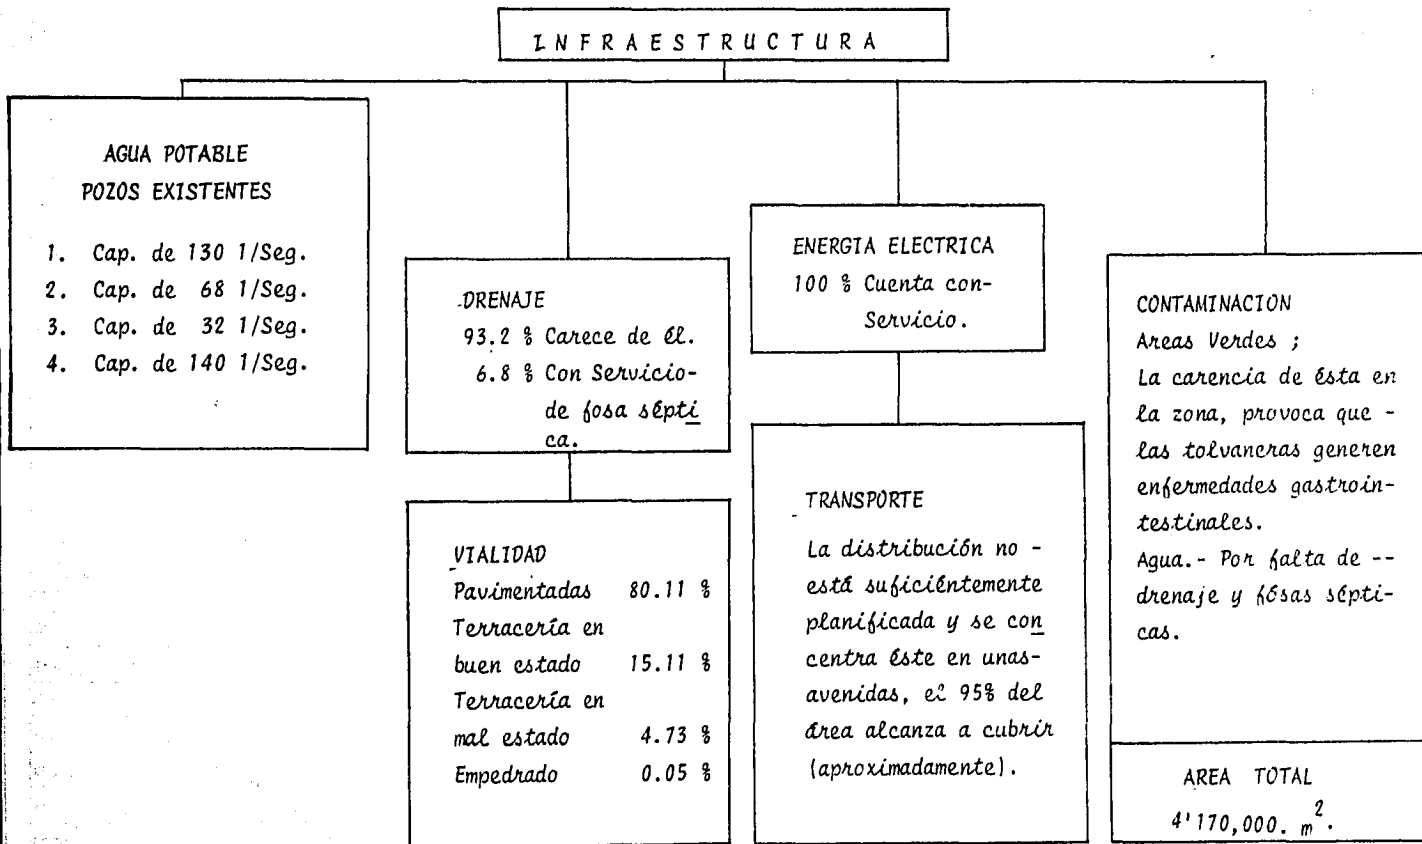 INFRAESTRUCTURA
AGUA POTABLE
POZOS EXISTENTES
1. Cap. de 130 l/Seg.
2. Cap. de 68 l/Seg.
3. Cap. de 32 l/Seg.
4. Cap. de 140 l/Seg.
DRENAJE
93.2 % Carece de él.
6.8 % Con Servicio-
de fosa sépti
ca.
VIALIDAD
Pavimentadas 80.11 %
Terracería en
buen estado 15.11 %
Terracería en
mal estado 4.73 %
Empedrado 0.05 %
ENERGIA ELECTRICA
100 % Cuenta con-
Servicio.
TRANSPORTE
La distribución no -
está suficiéntemente
planificada y se con
centra éste en unas-
avenidas, el 95% del
área alcanza a cubrir
(aproximadamente).
CONTAMINACION
Areas Verdes ;
La carencia de ésta en
la zona, provoca que -
las tolvaneras generen
enfermedades gastroin-
testinales.
Agua.- Por falta de --
drenaje y fósas sépti-
cas.
AREA TOTAL
4'170,000. m².